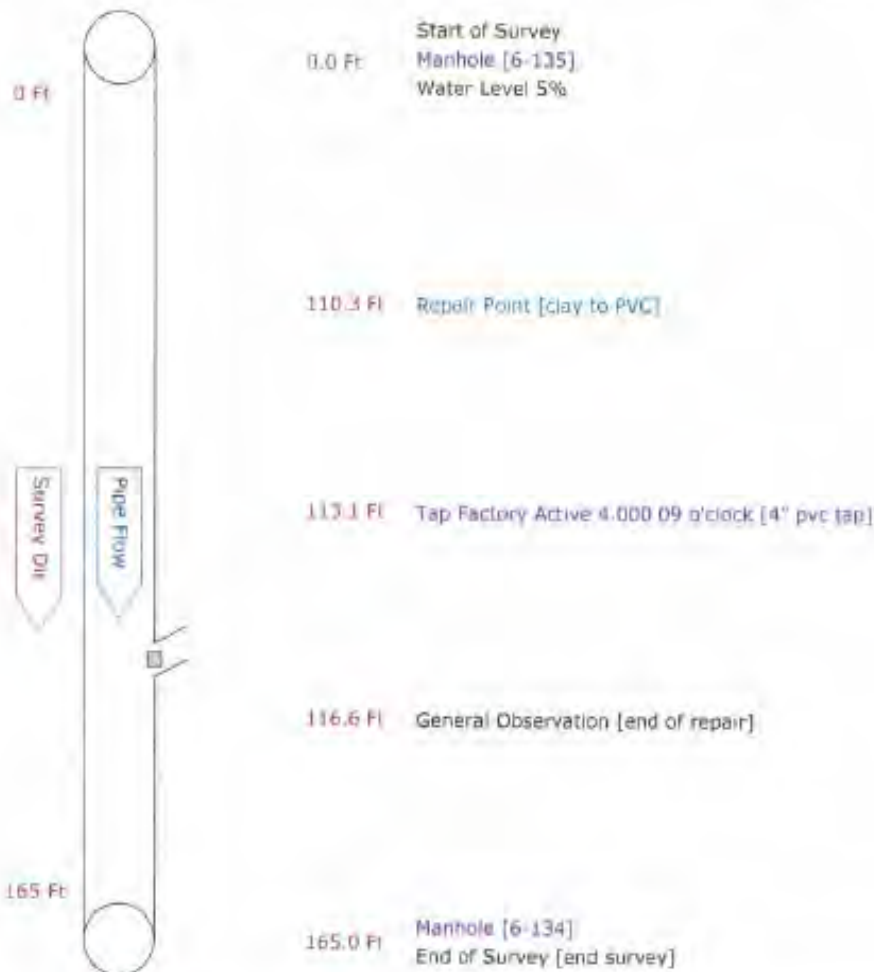 0 Ft
0.0 Ft
Start of Survey
Manhole [6-135]
Water Level 5%
110.3 Ft
Repair Point [clay to PVC]
Survey Dir
Pipe Flow
113.1 Ft
Tap Factory Active 4.000 09 o'clock [4" pvc tap]
116.6 Ft
General Observation [end of repair]
165 Ft
165.0 Ft
Manhole [6-134]
End of Survey [end survey]